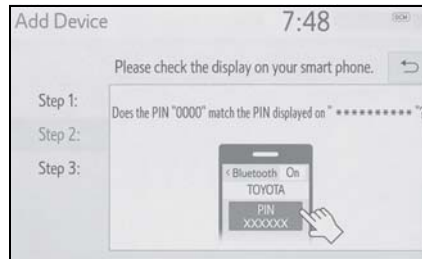 Add Device
7:48
DCM
Please check the display on your smart phone.
Step 1:
Does the PIN "0000" match the PIN displayed on " ********** "?
Step 2:
Step 3:
< Bluetooth On
TOYOTA
PIN
XXXXXX